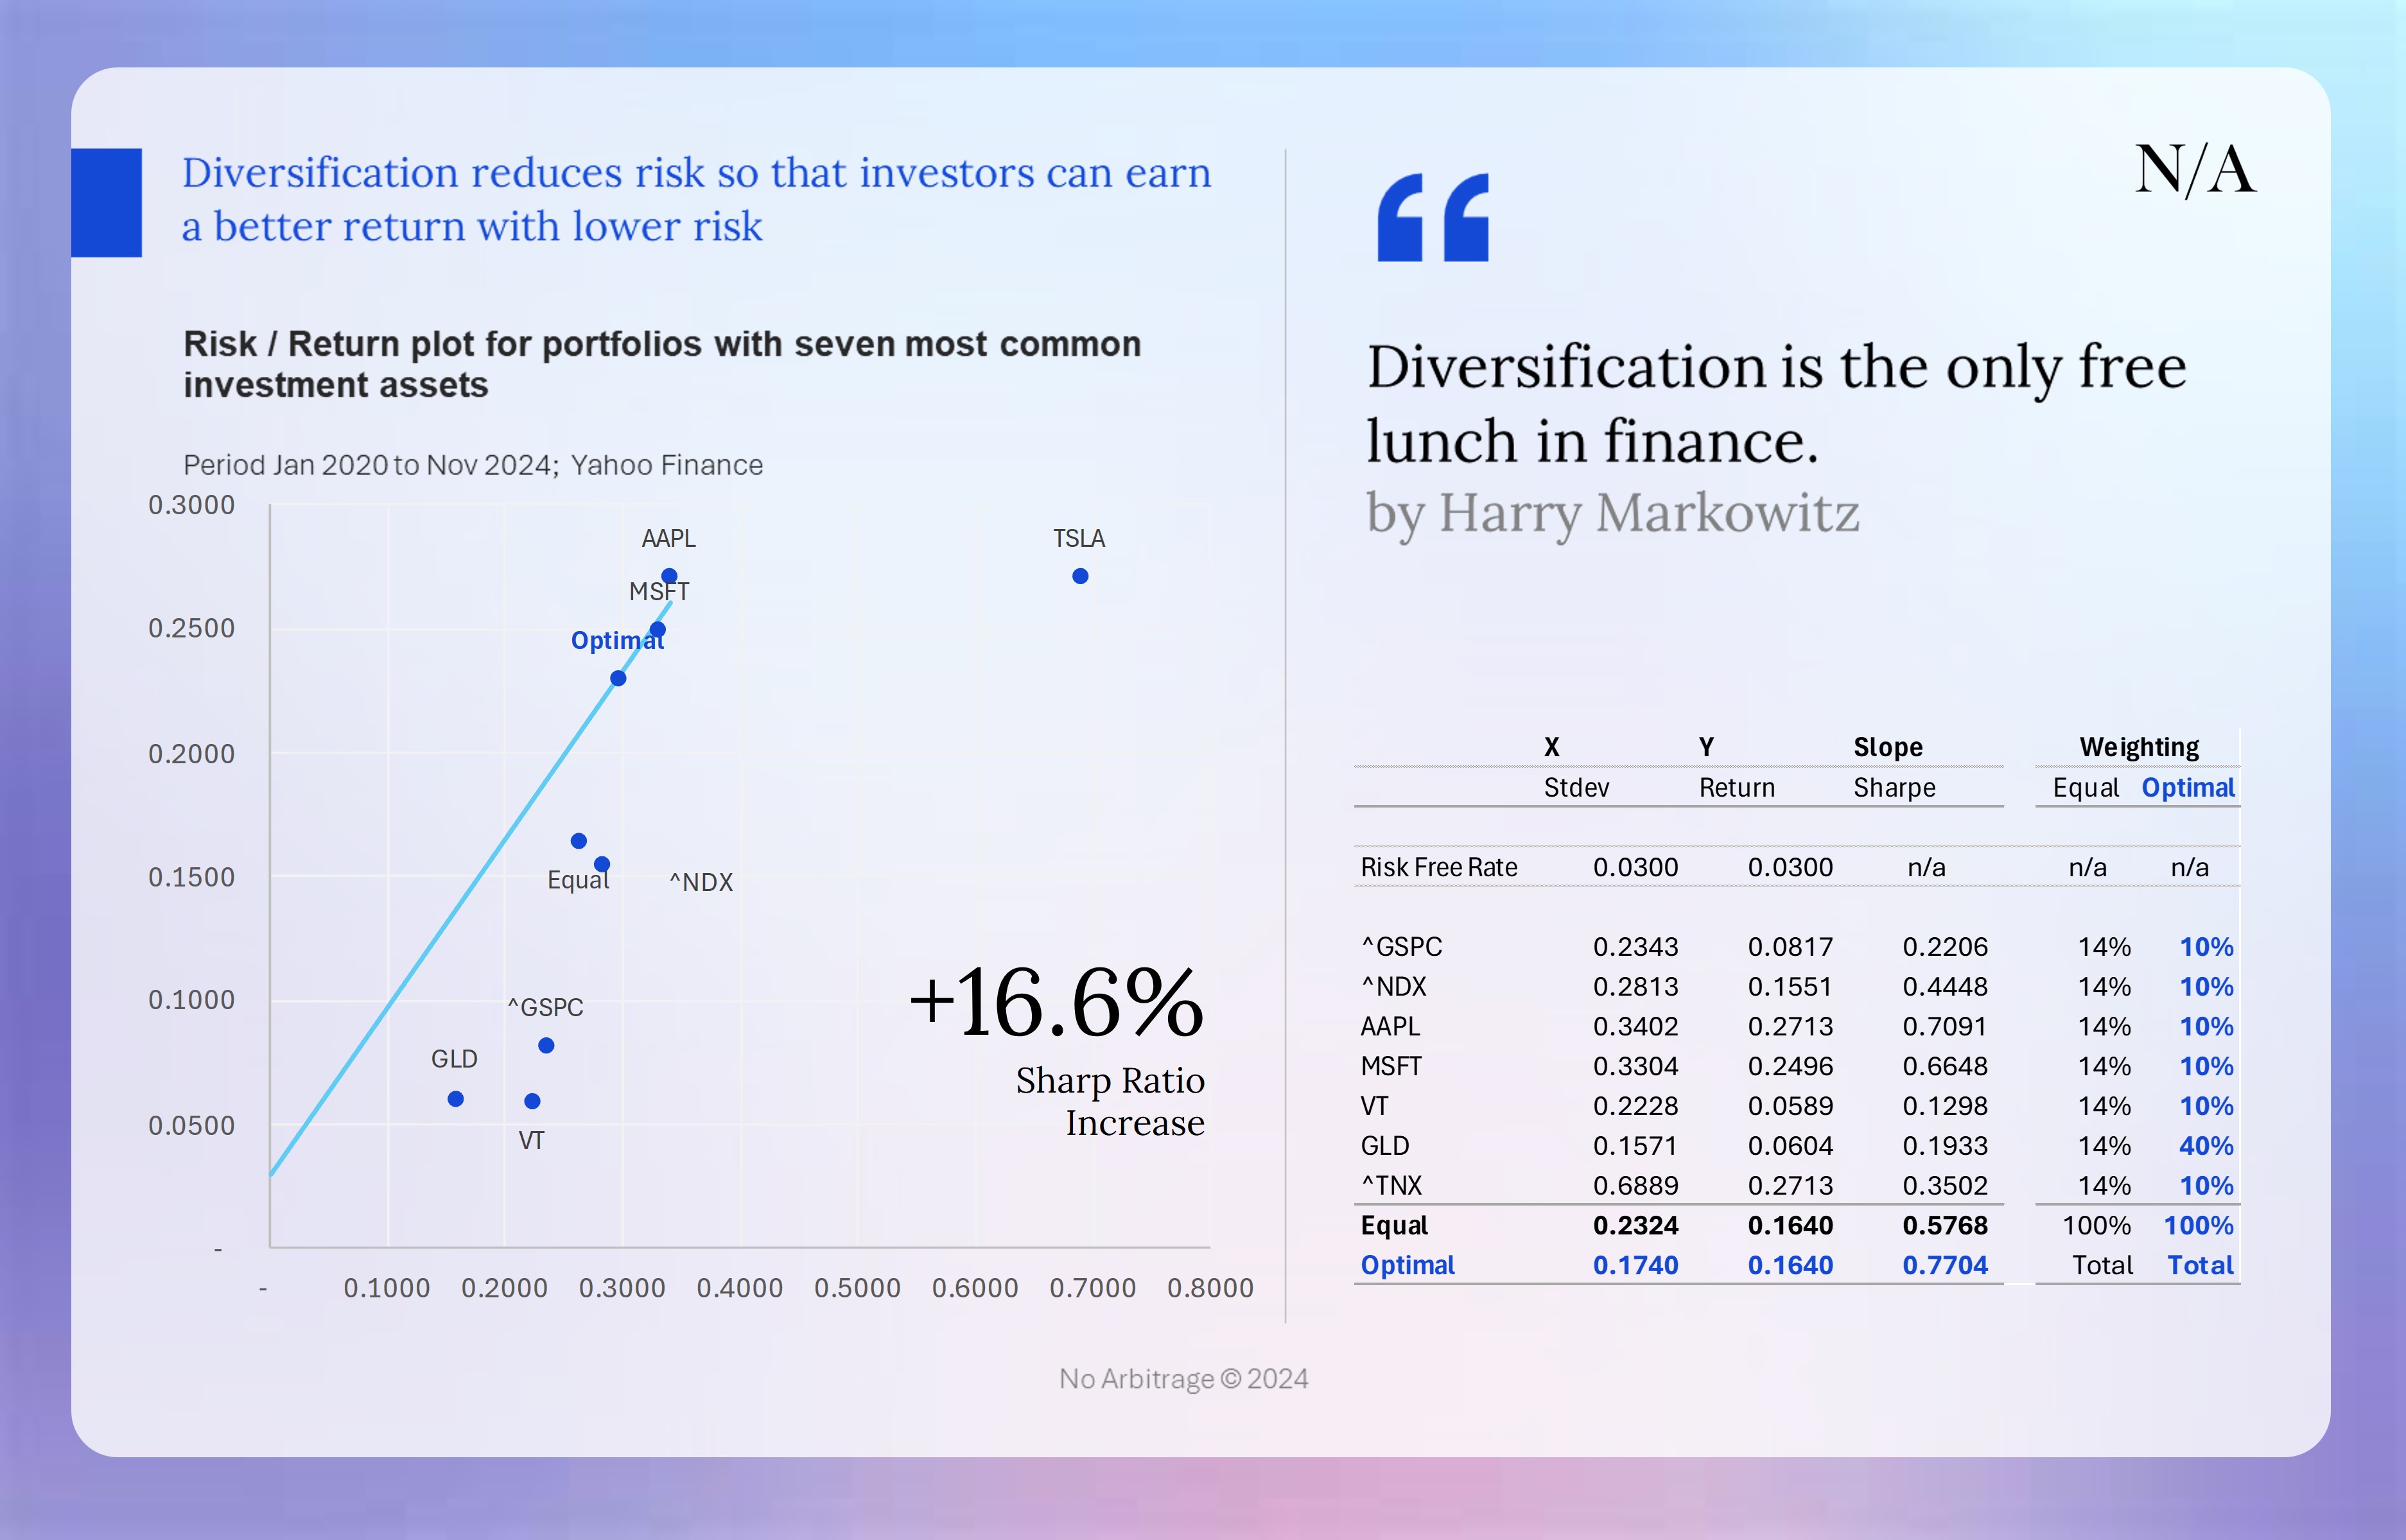 Diversification reduces risk so that investors can earn
a better return with lower risk
Risk / Return plot for portfolios with seven most common
investment assets
Period Jan 2020 to Nov 2024; Yahoo Finance
0.3000
0.2500
0.2000
0.1500
0.1000
0.0500
-
AAPL
TSLA
MSFT
Optimal
Equal
^NDX
^GSPC
GLD
VT
+16.6%
Sharp Ratio
Increase
- 0.1000 0.2000 0.3000 0.4000 0.5000 0.6000 0.7000 0.8000
N/A
“
Diversification is the only free
lunch in finance.
by Harry Markowitz
X Y Slope Weighting
Stdev Return Sharpe Equal Optimal
Risk Free Rate 0.0300 0.0300 n/a n/a n/a
^GSPC 0.2343 0.0817 0.2206 14% 10%
^NDX 0.2813 0.1551 0.4448 14% 10%
AAPL 0.3402 0.2713 0.7091 14% 10%
MSFT 0.3304 0.2496 0.6648 14% 10%
VT 0.2228 0.0589 0.1298 14% 10%
GLD 0.1571 0.0604 0.1933 14% 40%
^TNX 0.6889 0.2713 0.3502 14% 10%
Equal 0.2324 0.1640 0.5768 100% 100%
Optimal 0.1740 0.1640 0.7704 Total Total
No Arbitrage © 2024